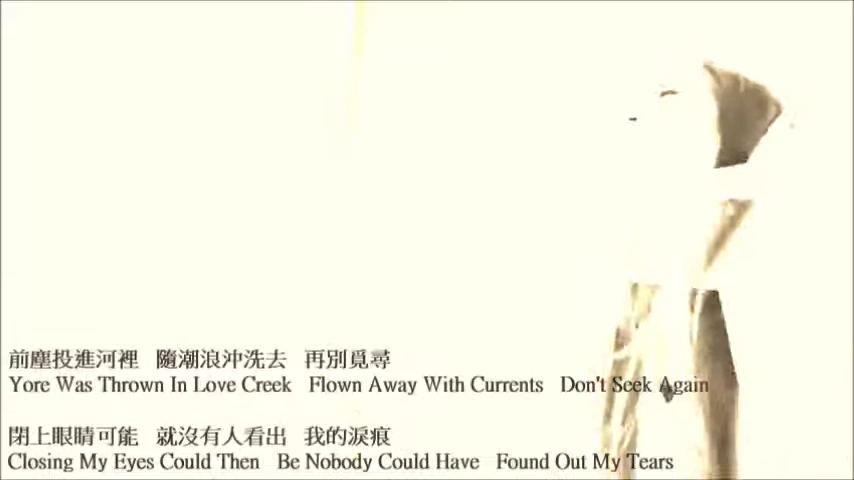 前塵投進河裡 隨潮浪沖洗去 再別覓尋
Yore Was Thrown In Love Creek Flown Away With Currents Don't Seek Again
閉上眼睛可能 就沒有人看出 我的淚痕
Closing My Eyes Could Then Be Nobody Could Have Found Out My Tears